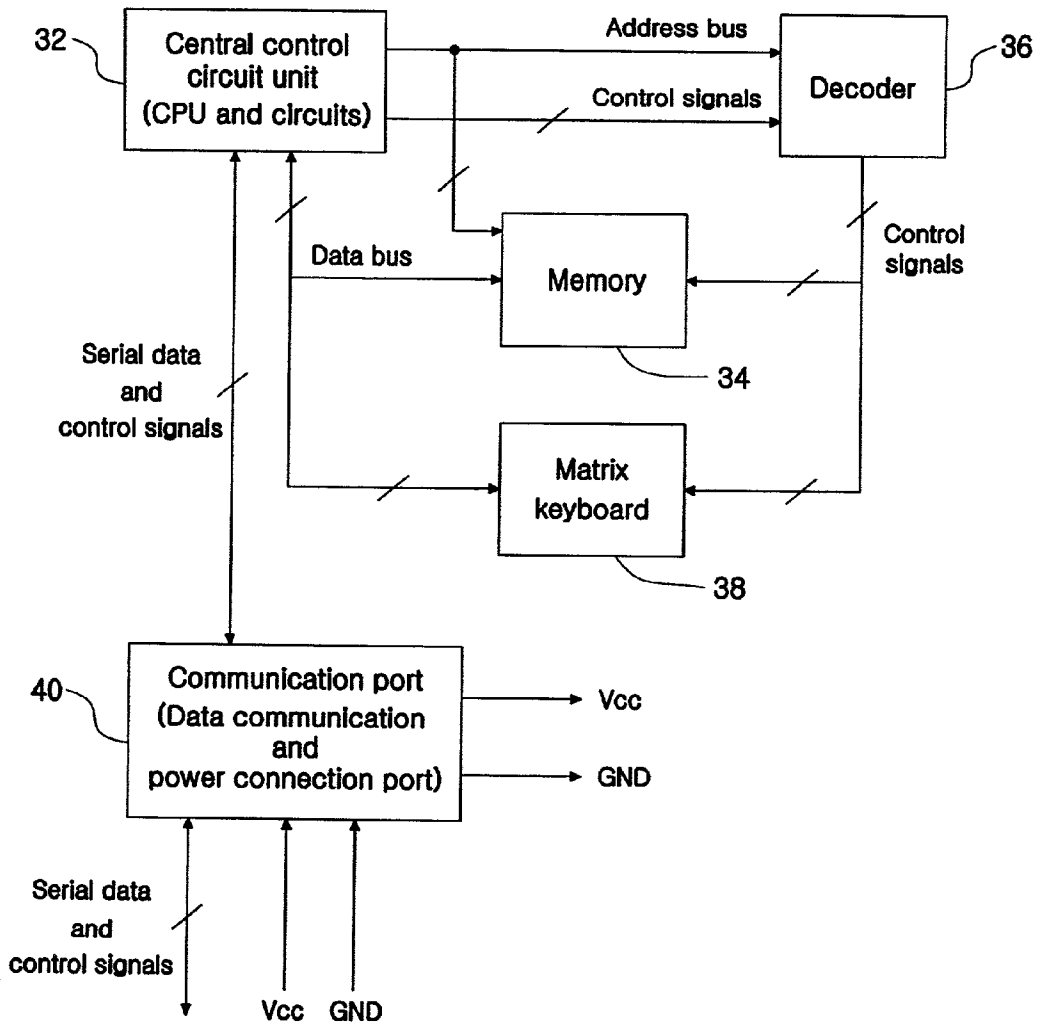 32
Central control
circuit unit
(CPU and circuits)
Address bus
Control signals
Decoder
36
Data bus
Memory
34
Control
signals
Serial data
and
control signals
Matrix
keyboard
38
40
Communication port
(Data communication
and
power connection port)
Vcc
GND
Serial data
and
control signals
Vcc
GND